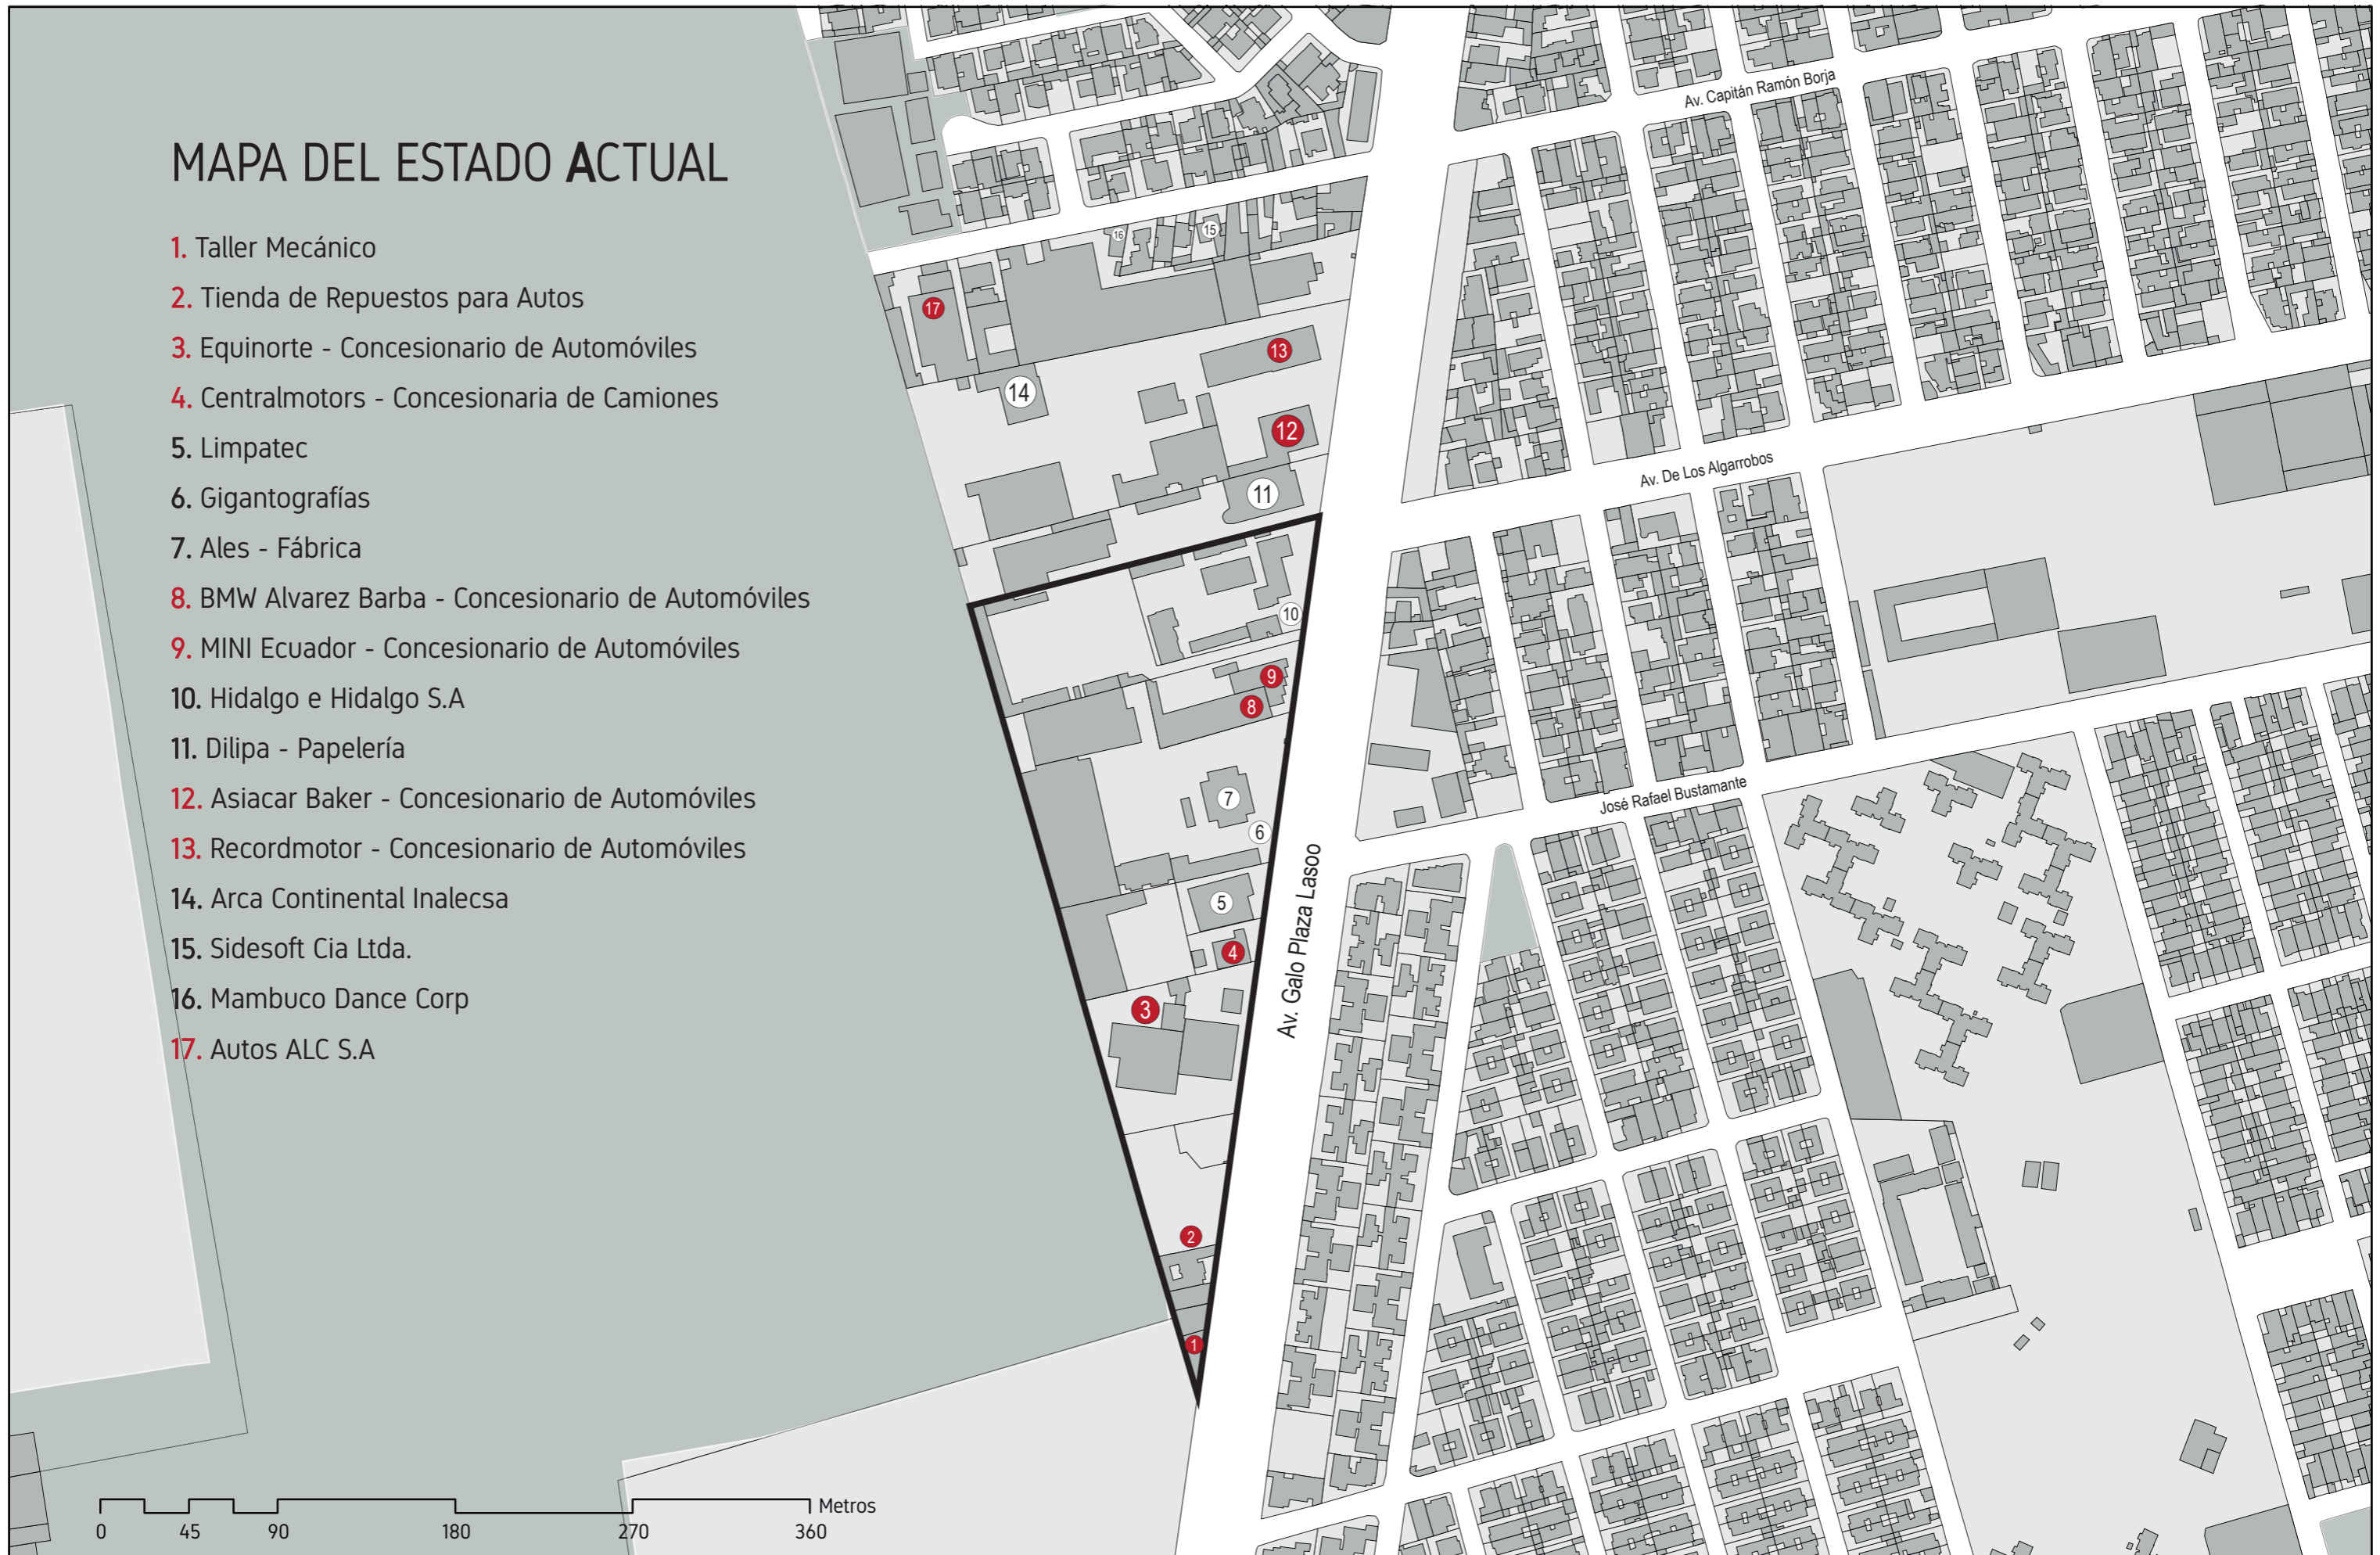 MAPA DEL ESTADO ACTUAL
1. Taller Mecánico
2. Tienda de Repuestos para Autos
3. Equinorte - Concesionario de Automóviles
4. Centralmotors - Concesionaria de Camiones
5. Limpatec
6. Gigantografías
7. Ales - Fábrica
8. BMW Alvarez Barba - Concesionario de Automóviles
9. MINI Ecuador - Concesionario de Automóviles
10. Hidalgo e Hidalgo S.A
11. Dilipa - Papelería
12. Asiacar Baker - Concesionario de Automóviles
13. Recordmotor - Concesionario de Automóviles
14. Arca Continental Inalecsa
15. Sidesoft Cia Ltda.
16. Mambuco Dance Corp
17. Autos ALC S.A
Av. Capitán Ramón Borja
16
15
17
13
14
12
Av. De Los Algarrobos
11
10
9
8
José Rafael Bustamante
7
6
Av. Galo Plaza Lasoo
5
4
3
2
1
Metros
0 45 90 180 270 360